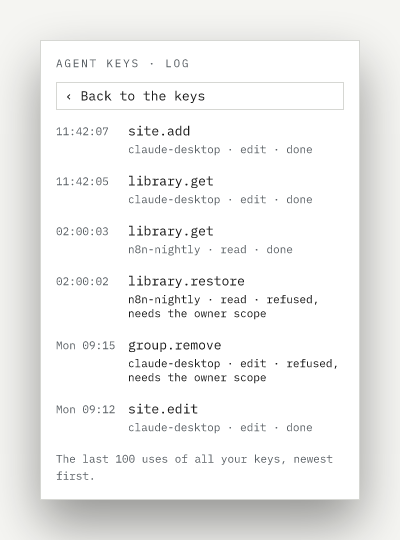 AGENT KEYS · LOG
‹ Back to the keys
11:42:07 site.add
claude-desktop · edit · done
11:42:05 library.get
claude-desktop · edit · done
02:00:03 library.get
n8n-nightly · read · done
02:00:02 library.restore
n8n-nightly · read · refused,
needs the owner scope
Mon 09:15 group.remove
claude-desktop · edit · refused,
needs the owner scope
Mon 09:12 site.edit
claude-desktop · edit · done
The last 100 uses of all your keys, newest
first.